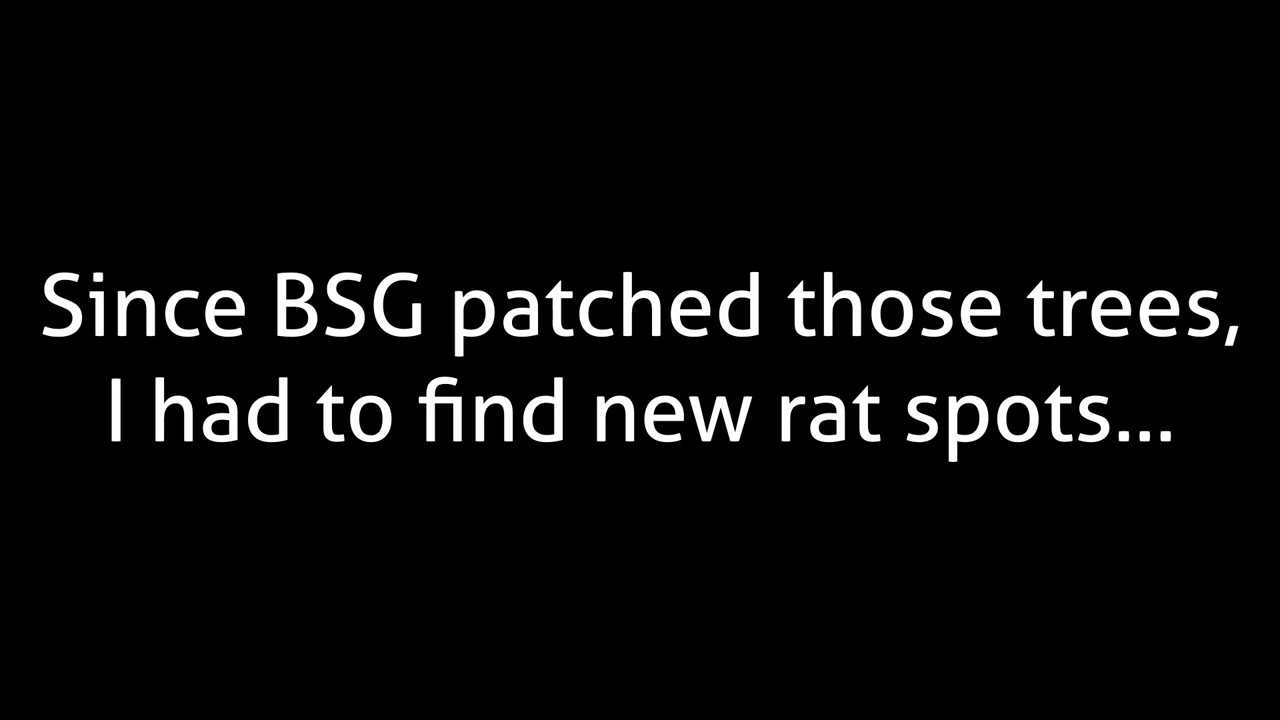 Since BSG patched those trees,
I had to find new rat spots...